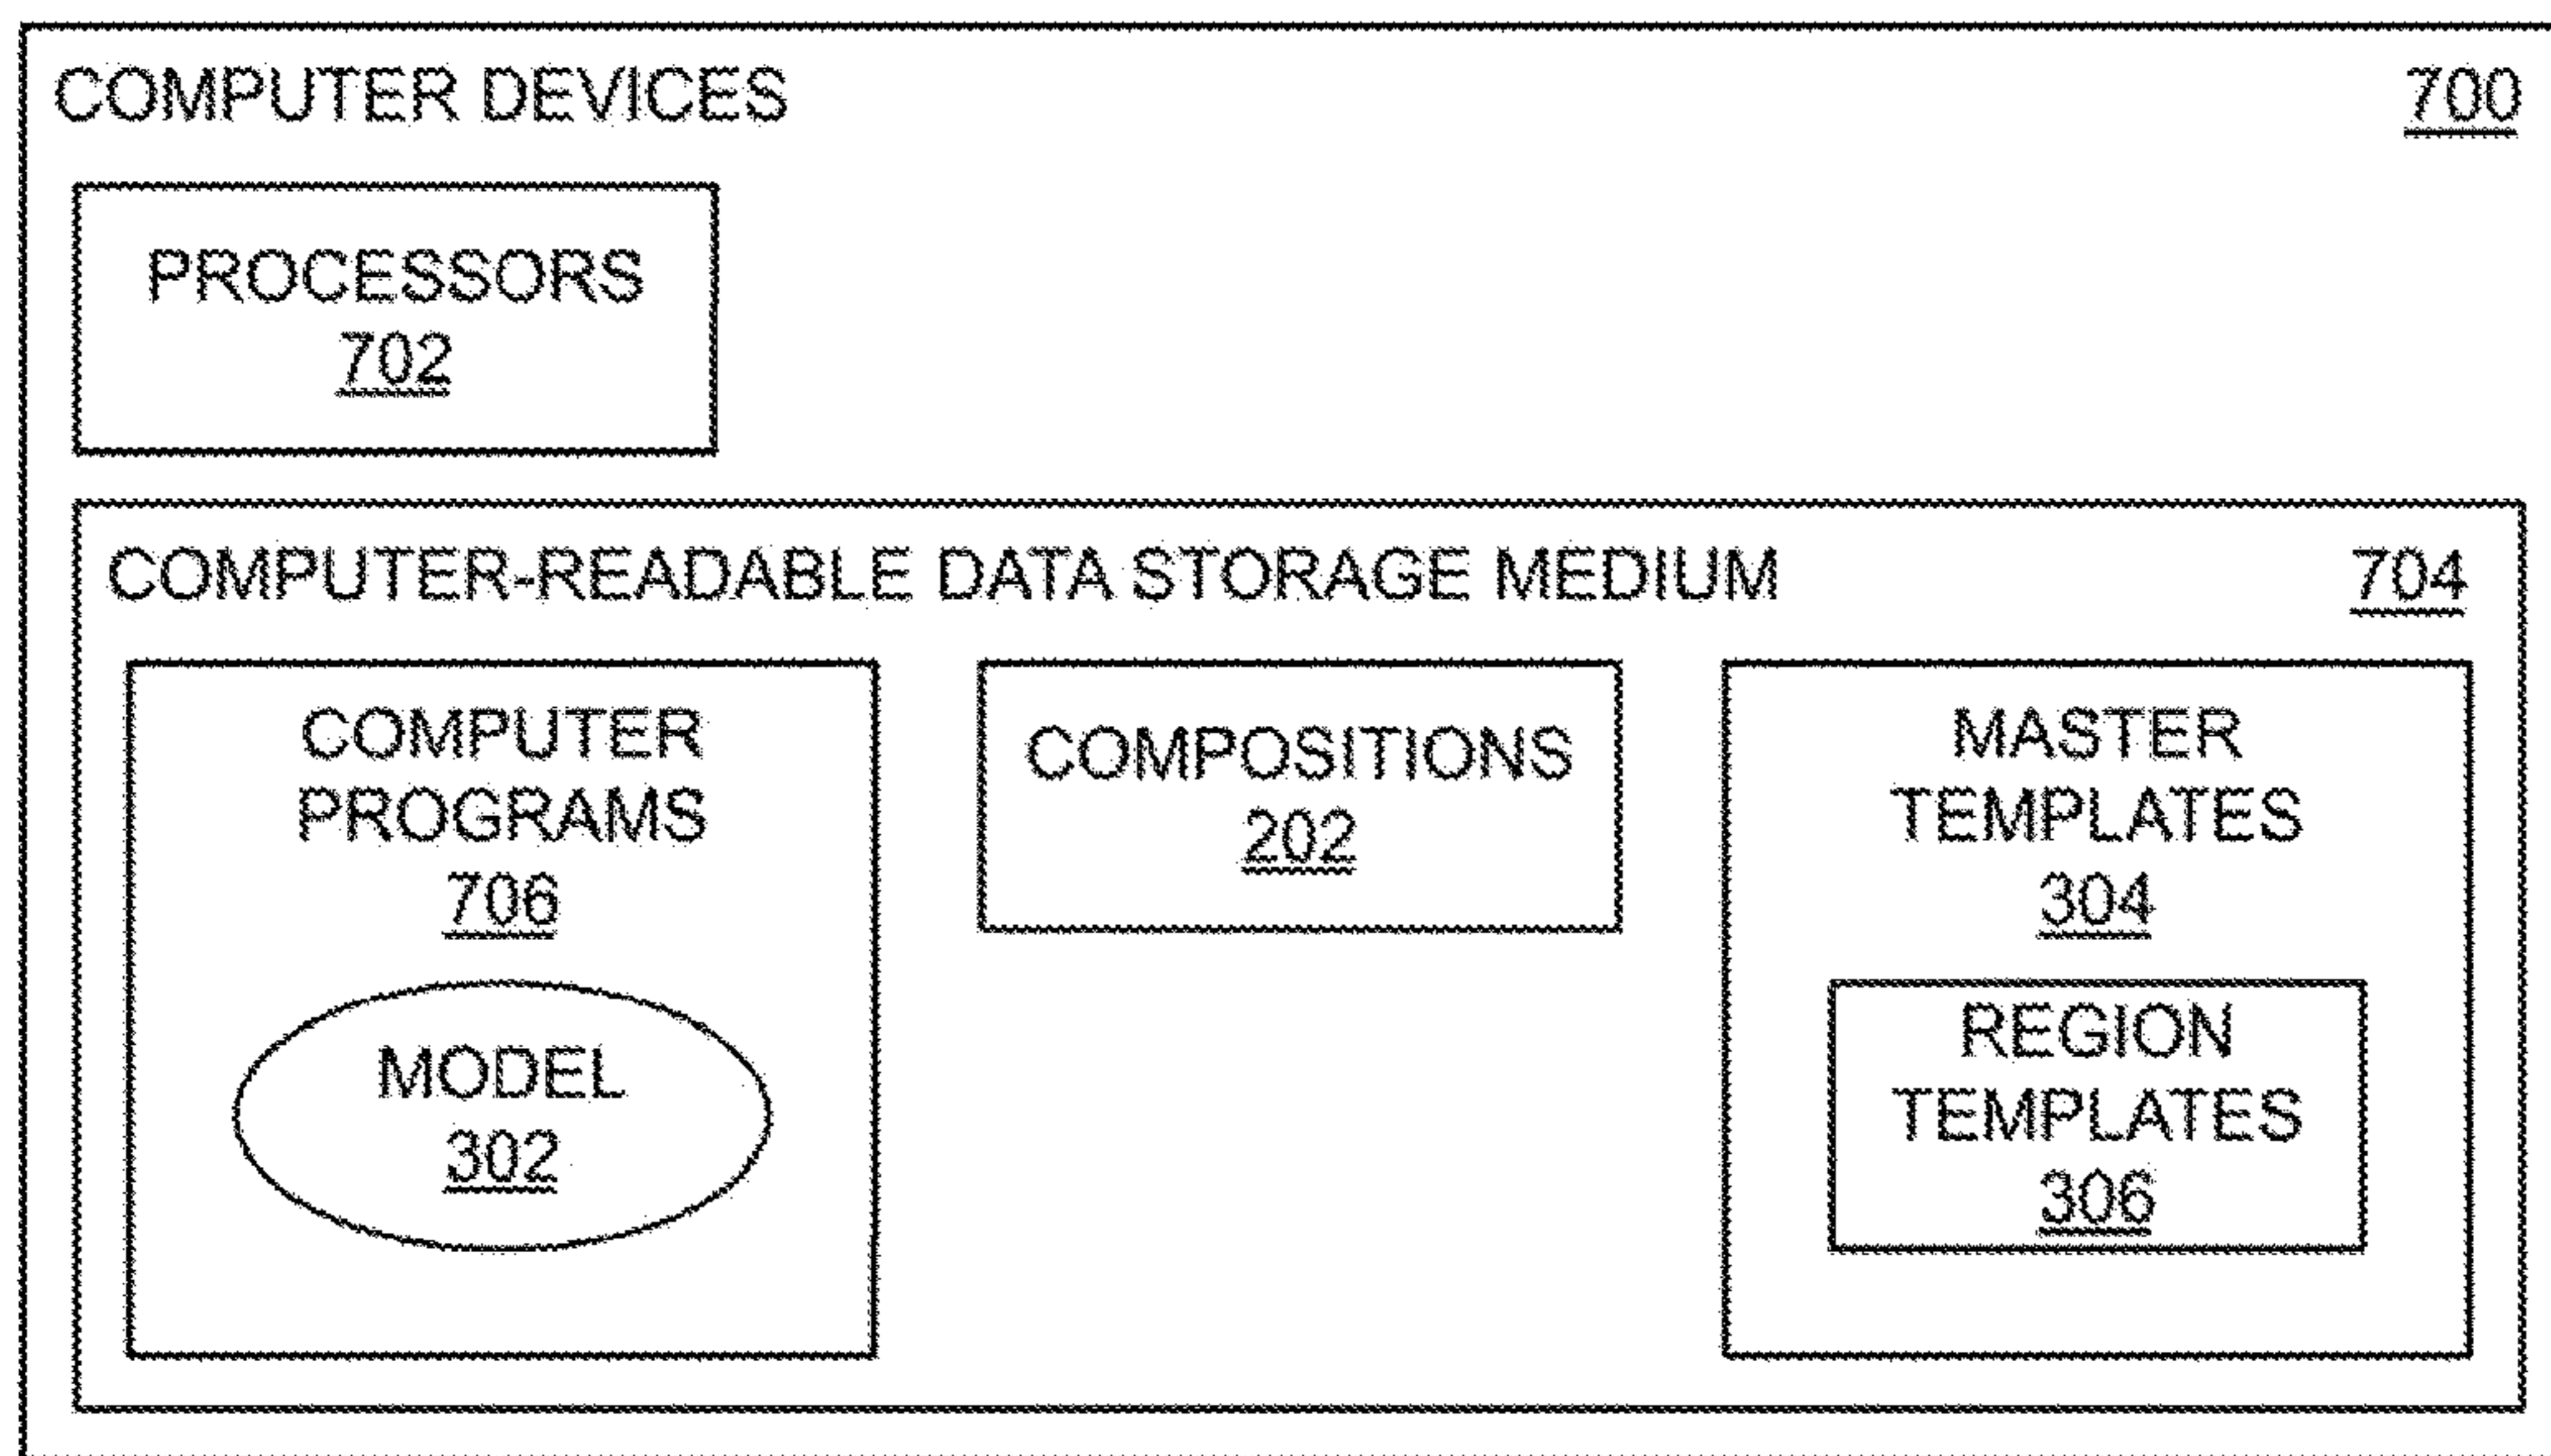 COMPUTER DEVICES 700
PROCESSORS
702
COMPUTER-READABLE DATA STORAGE MEDIUM 704
COMPUTER
PROGRAMS
706
MODEL
302
COMPOSITIONS
202
MASTER
TEMPLATES
304
REGION
TEMPLATES
306